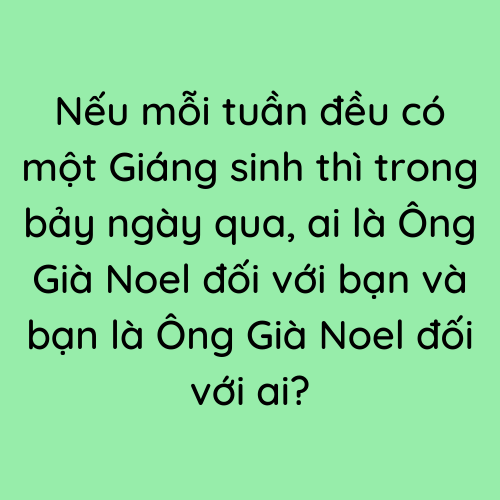 Nếu mỗi tuần đều có
một Giáng sinh thì trong
bảy ngày qua, ai là Ông
Già Noel đối với bạn và
bạn là Ông Già Noel đối
với ai?